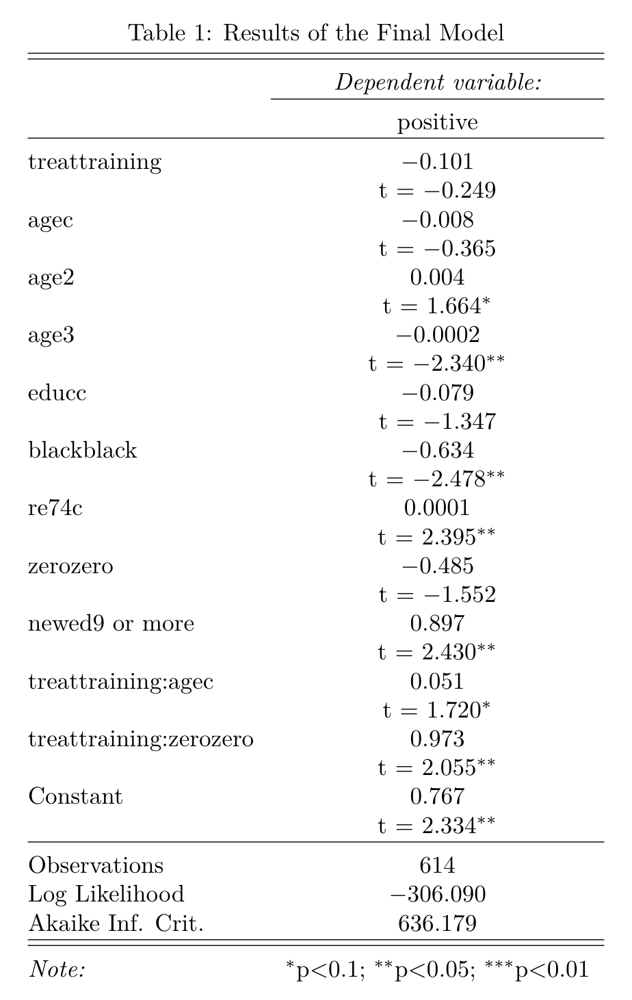 Table 1: Results of the Final Model
Dependent variable:
positive
treattraining −0.101
t = −0.249
agec −0.008
t = −0.365
age2 0.004
t = 1.664*
age3 −0.0002
t = −2.340**
educc −0.079
t = −1.347
blackblack −0.634
t = −2.478**
re74c 0.0001
t = 2.395**
zerozero −0.485
t = −1.552
newed9 or more 0.897
t = 2.430**
treattraining:agec 0.051
t = 1.720*
treattraining:zerozero 0.973
t = 2.055**
Constant 0.767
t = 2.334**
Observations 614
Log Likelihood −306.090
Akaike Inf. Crit. 636.179
Note: *p<0.1; **p<0.05; ***p<0.01